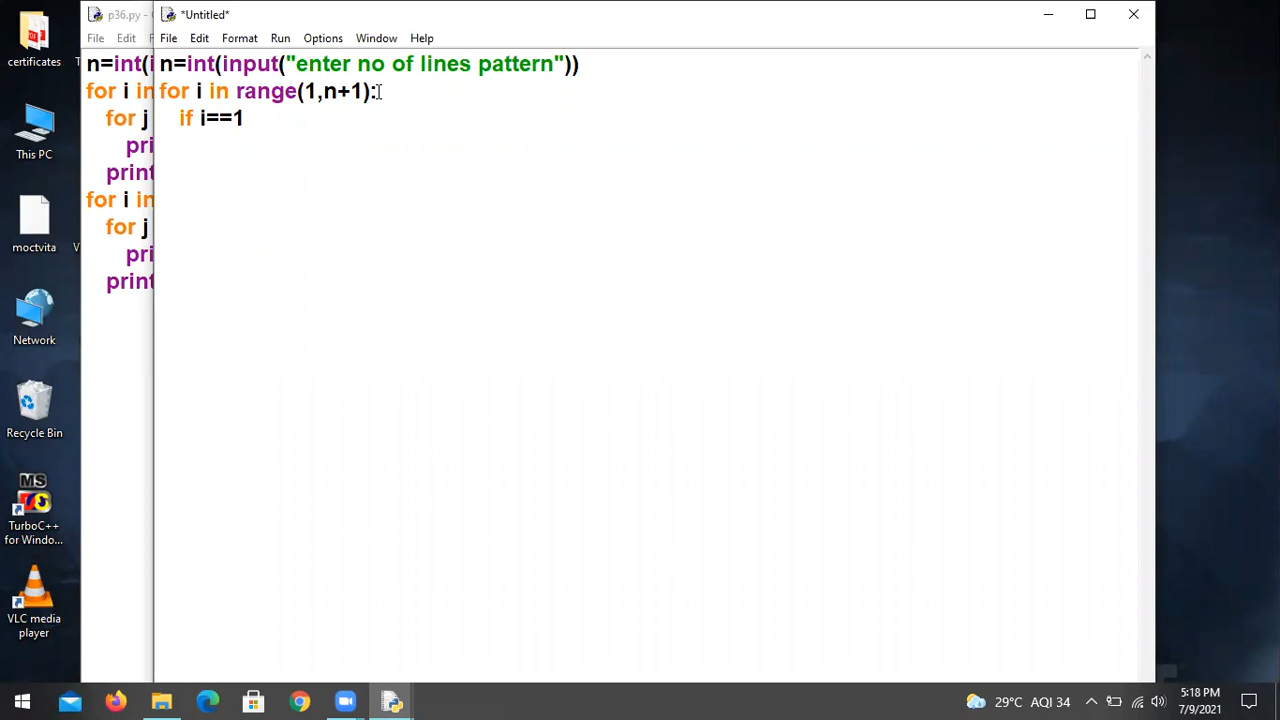 p36.py -
*Untitled*
File Edit F
File Edit Format Run Options Window Help
n=int(i
for i in
for j
pri
print
for i in
for j
pri
print
n=int(input("enter no of lines pattern"))
for i in range(1,n+1):
if i==1
certificates
T
This PC
moctvita
V
Network
Recycle Bin
MS
TurboC++
for Windo...
VLC media
player
29°C AQI 34
5:18 PM
7/9/2021